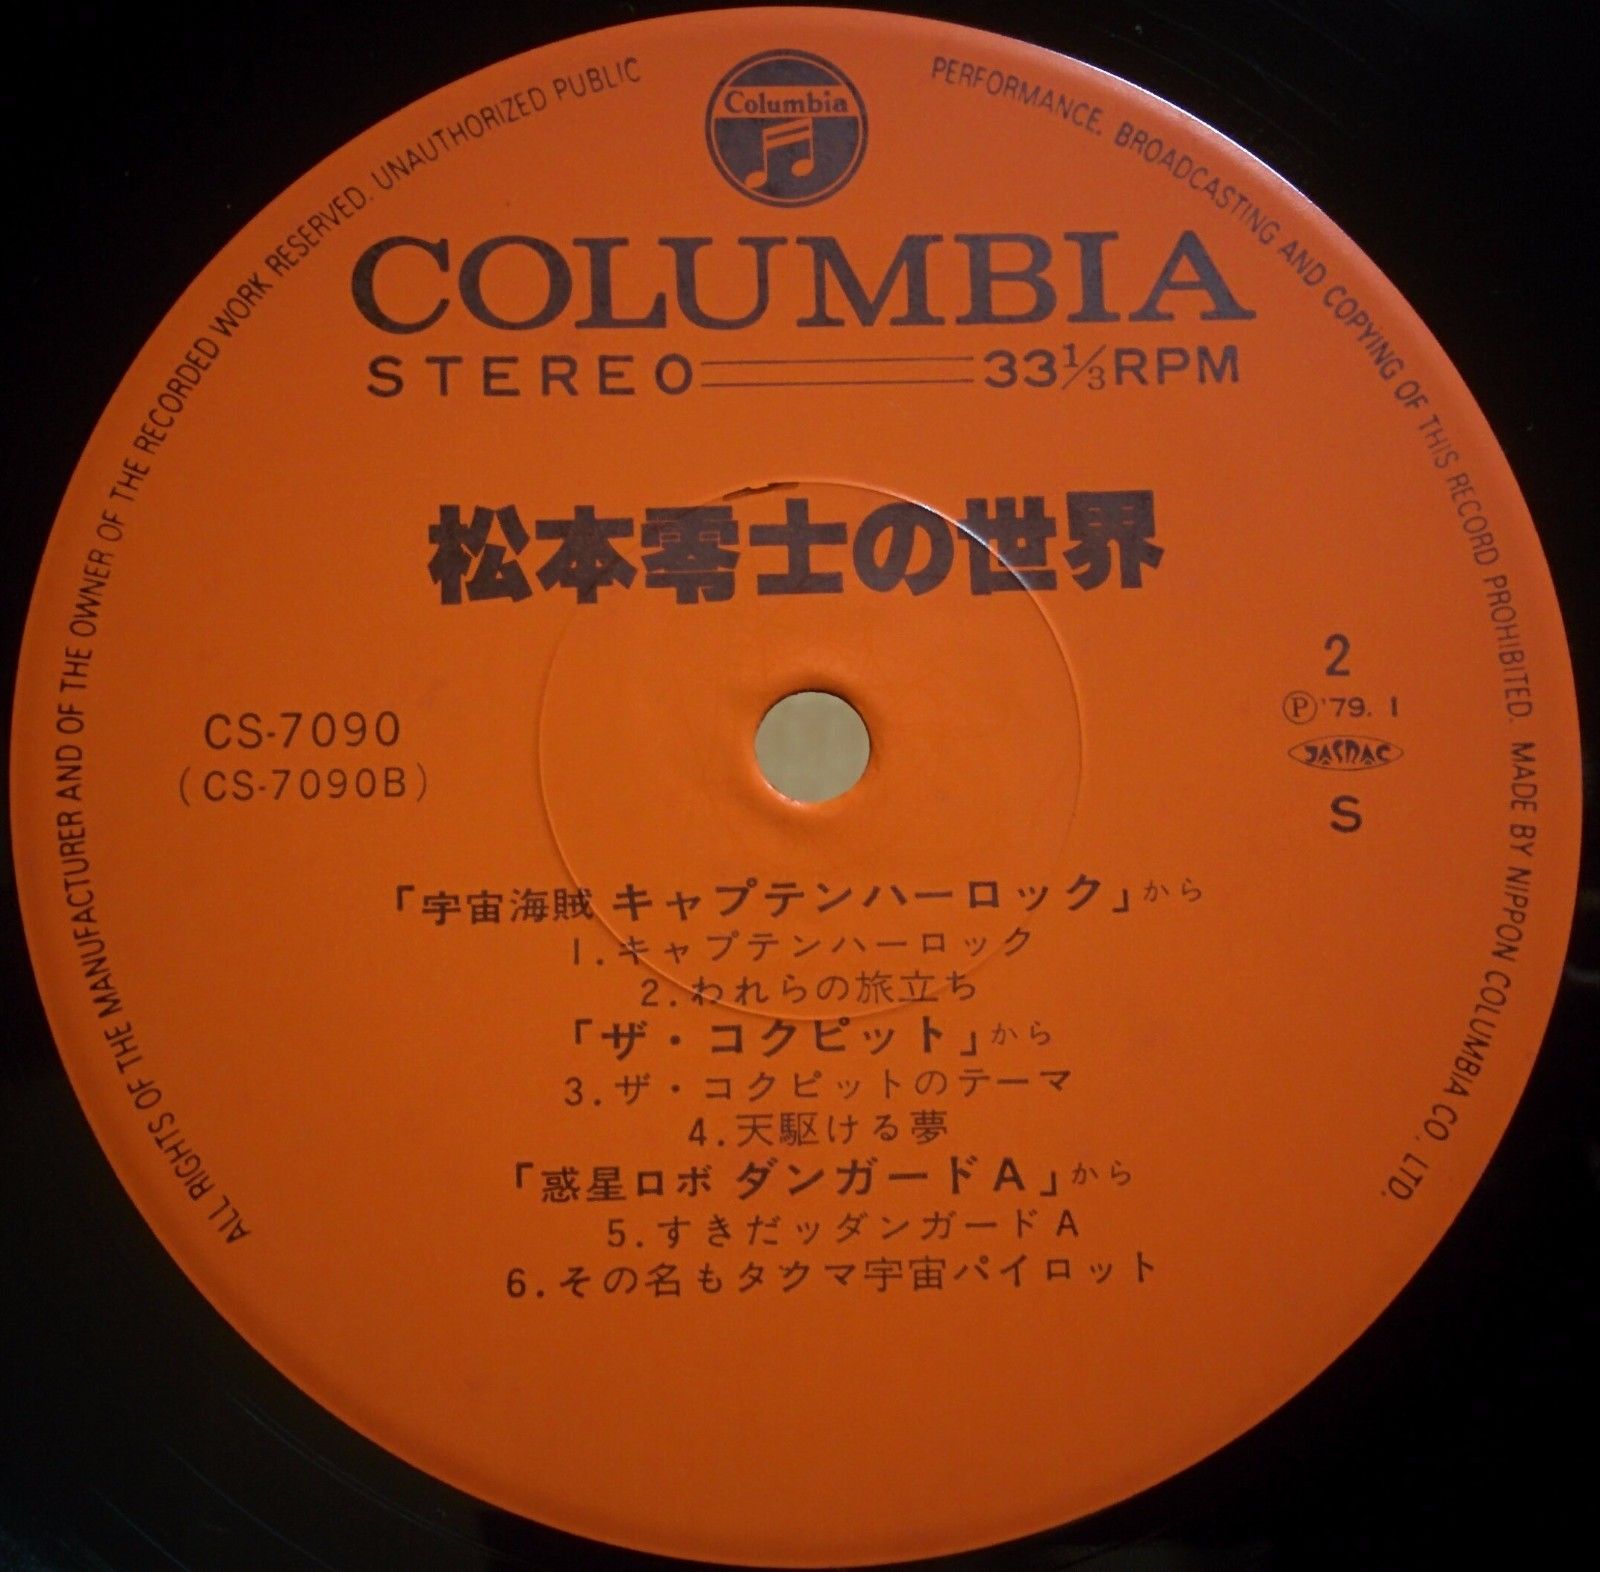 ALL RIGHTS OF THE MANUFACTURER AND OF THE OWNER OF THE RECORDED WORK RESERVED. UNAUTHORIZED PUBLIC PERFORMANCE. BROADCASTING AND COPYING OF THIS RECORD PROHIBITED. MADE BY NIPPON COLUMBIA CO., LTD.
Columbia
COLUMBIA
STEREO 33⅓RPM
松本零士の世界
2
CS-7090
Ⓟ'79. 1
(CS-7090B)
JASRAC
S
「宇宙海賊 キャプテンハーロック」から
1.キャプテンハーロック
2.われらの旅立ち
「ザ・コクピット」から
3.ザ・コクピットのテーマ
4.天駆ける夢
「惑星ロボ ダンガードA」から
5.すきだッダンガードA
6.その名もタクマ宇宙パイロット